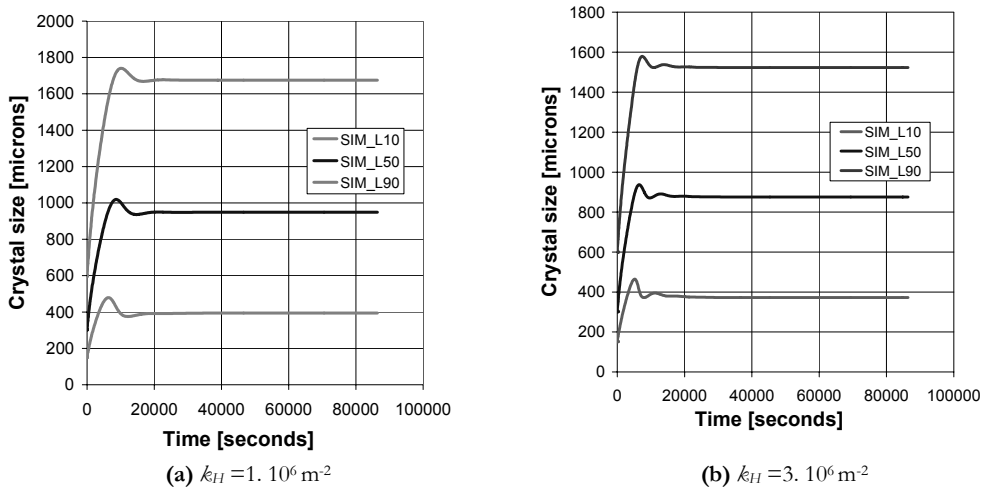 2000
1800
1600
1400
1200
1000
800
600
400
200
0
Crystal size [microns]
SIM_L10
SIM_L50
SIM_L90
0 20000 40000 60000 80000 100000
Time [seconds]
(a) kH =1. 10⁶ m⁻²
1800
1600
1400
1200
1000
800
600
400
200
0
Crystal size [microns]
SIM_L10
SIM_L50
SIM_L90
0 20000 40000 60000 80000 100000
Time [seconds]
(b) kH =3. 10⁶ m⁻²